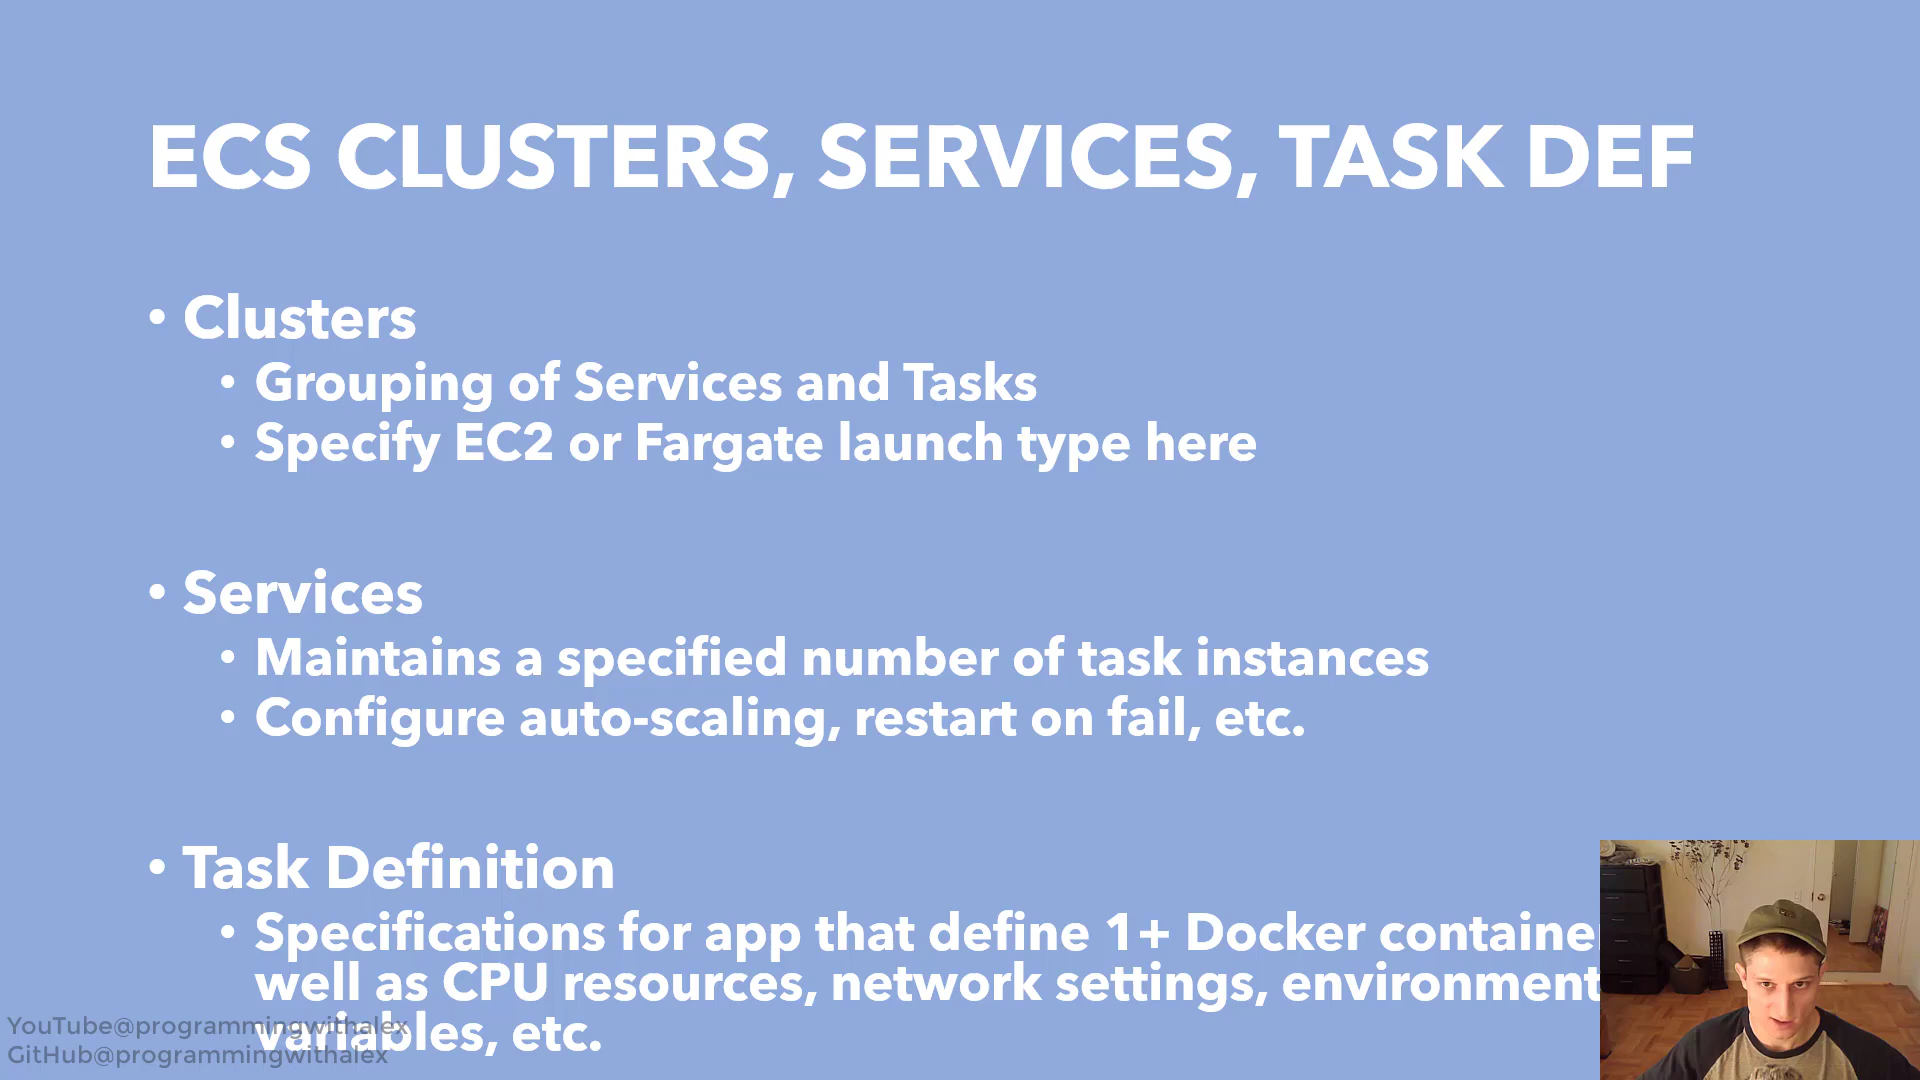 ECS CLUSTERS, SERVICES, TASK DEF
• Clusters
• Grouping of Services and Tasks
• Specify EC2 or Fargate launch type here
• Services
• Maintains a specified number of task instances
• Configure auto-scaling, restart on fail, etc.
• Task Definition
• Specifications for app that define 1+ Docker
well as CPU resources, network settings, environment
variables, etc.
YouTube@programmingwithalex
GitHub@programmingwithalex